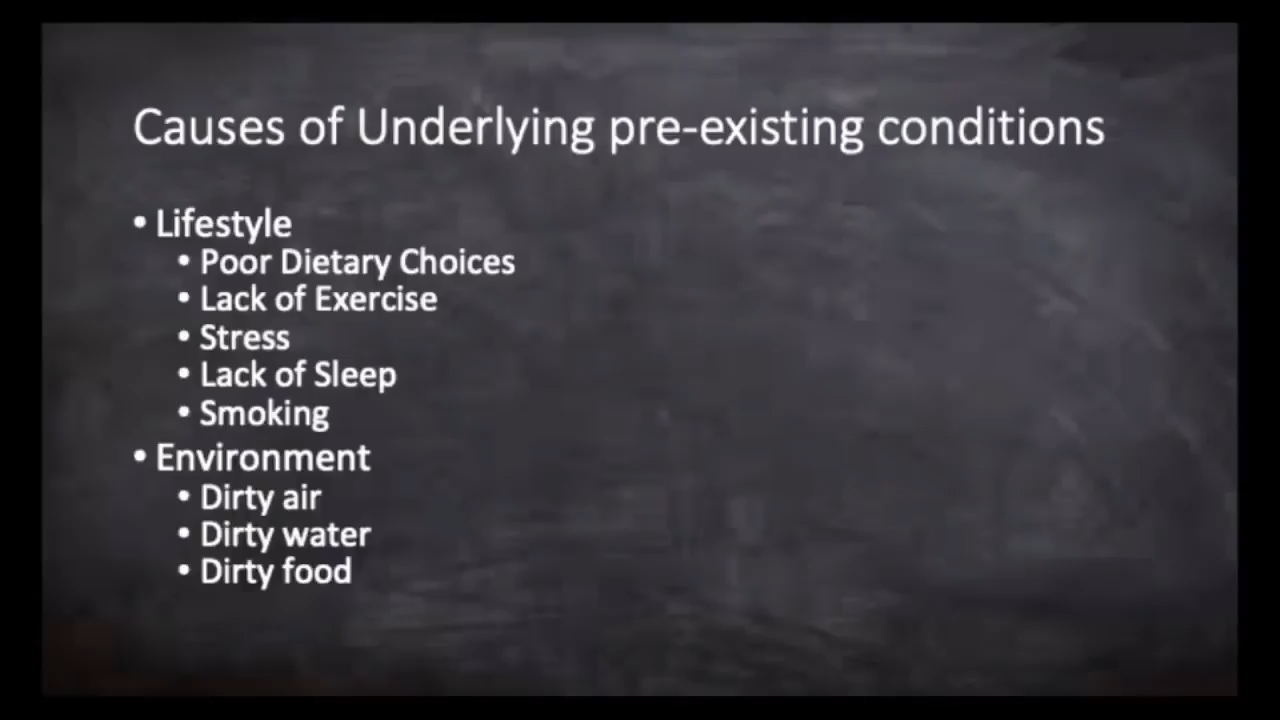 Causes of Underlying pre-existing conditions
• Lifestyle
• Poor Dietary Choices
• Lack of Exercise
• Stress
• Lack of Sleep
• Smoking
• Environment
• Dirty air
• Dirty water
• Dirty food